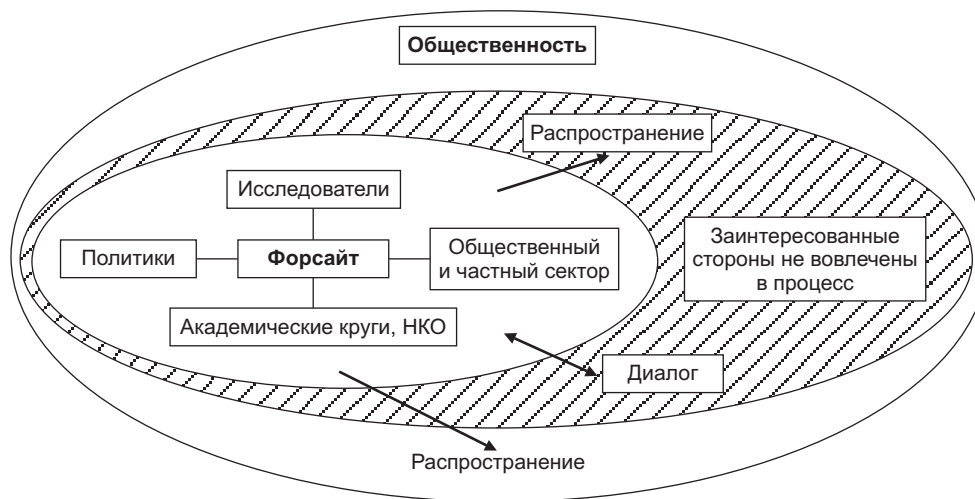 Общественность
Распространение
Исследователи
Политики
Форсайт
Общественный
и частный сектор
Заинтересованные
стороны не вовлечены
в процесс
Академические круги, НКО
Диалог
Распространение